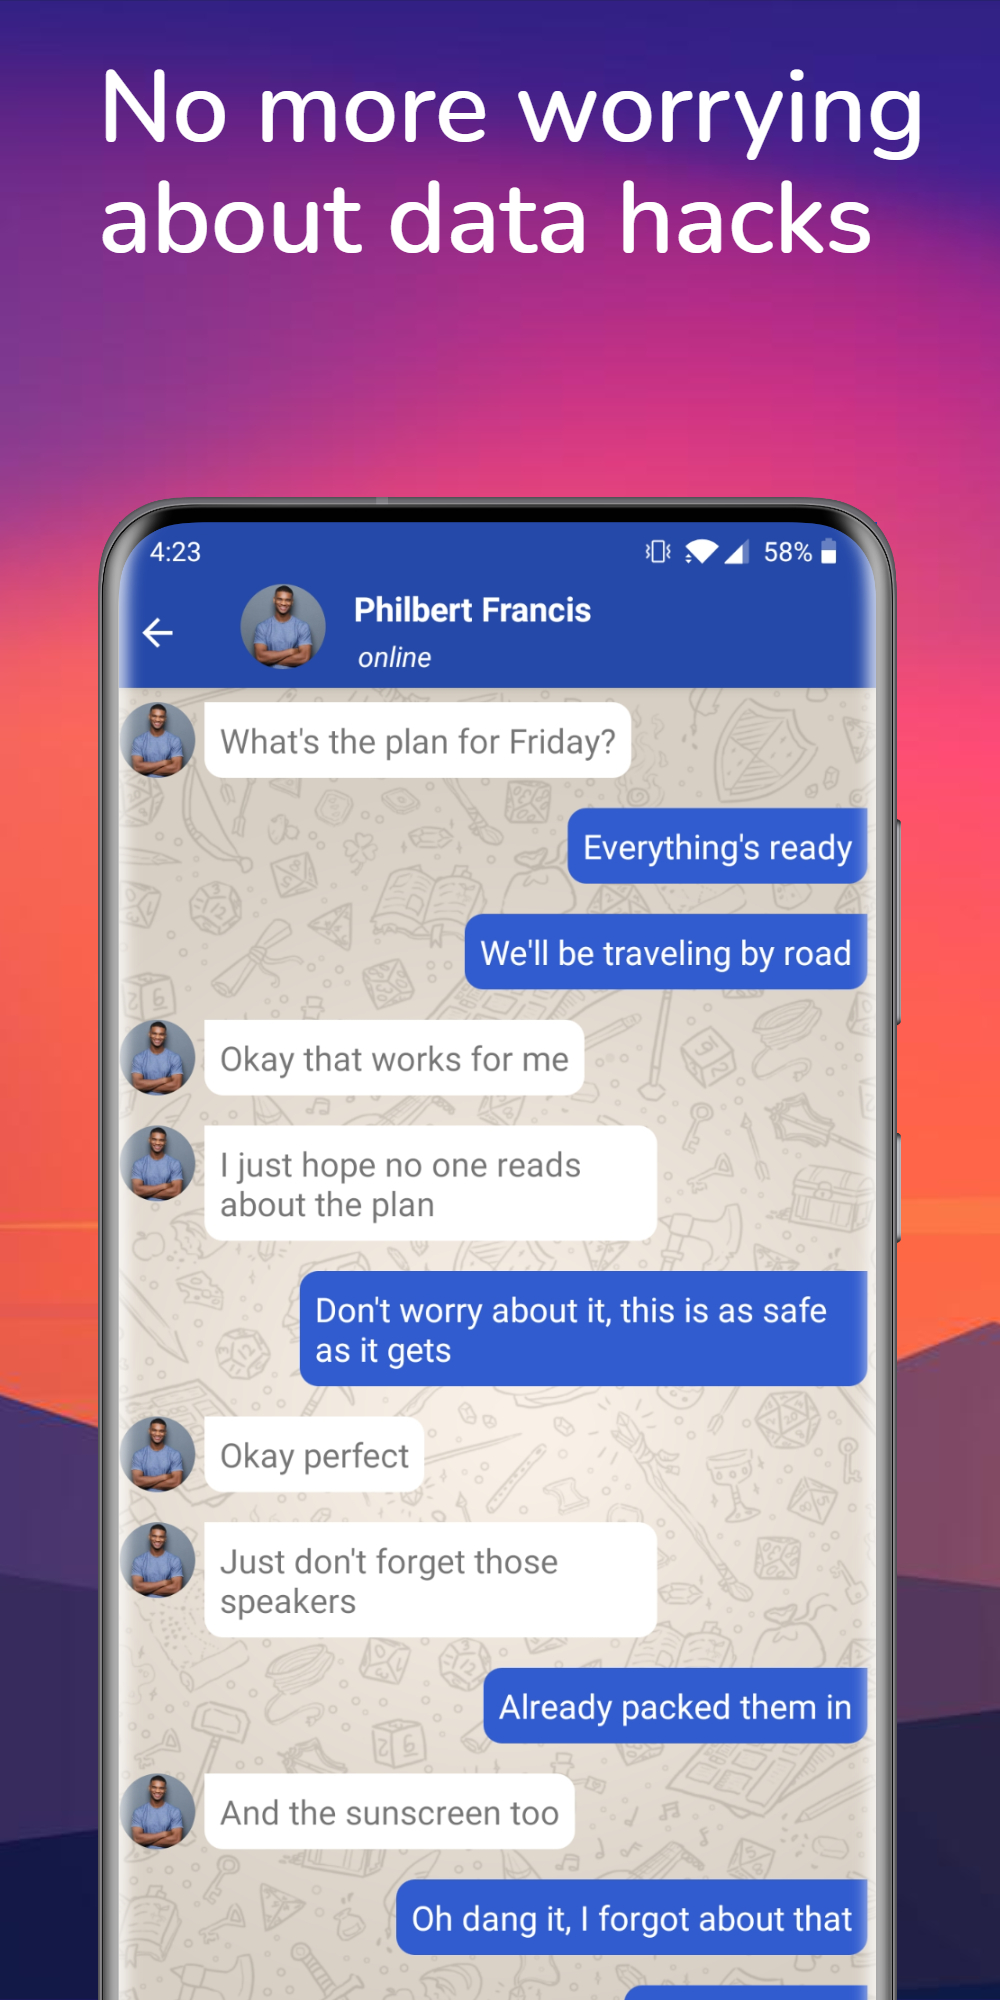 No more worrying
about data hacks
4:23
58%
Philbert Francis
online
What's the plan for Friday?
Everything's ready
We'll be traveling by road
Okay that works for me
I just hope no one reads
about the plan
Don't worry about it, this is as safe
as it gets
Okay perfect
Just don't forget those
speakers
Already packed them in
And the sunscreen too
Oh dang it, I forgot about that